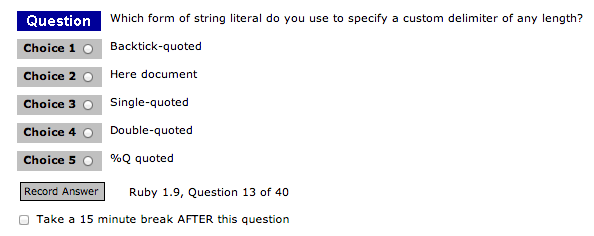 Question Which form of string literal do you use to specify a custom delimiter of any length?
Choice 1 Backtick-quoted
Choice 2 Here document
Choice 3 Single-quoted
Choice 4 Double-quoted
Choice 5 %Q quoted
Record Answer Ruby 1.9, Question 13 of 40
Take a 15 minute break AFTER this question